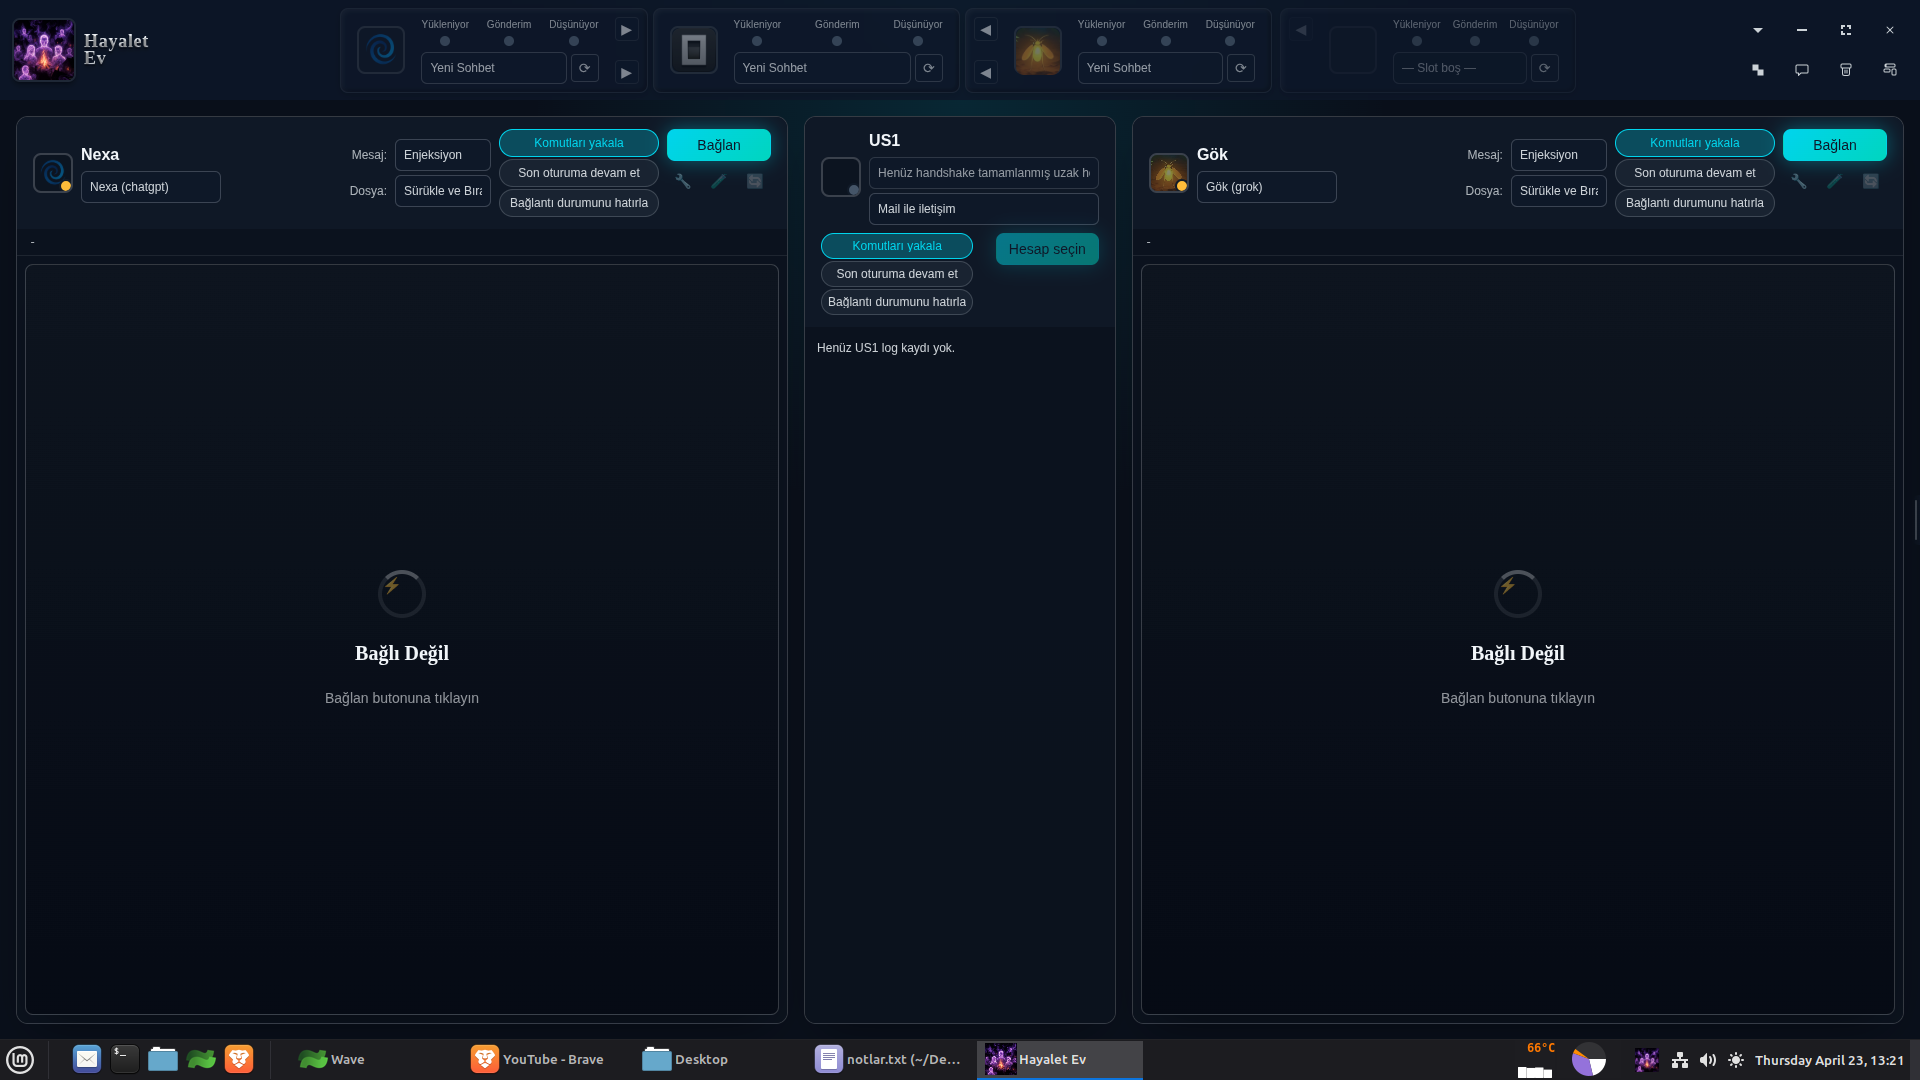 Hayalet
Ev
Yükleniyor Gönderim Düşünüyor
Yeni Sohbet
Yükleniyor Gönderim Düşünüyor
Yeni Sohbet
Yükleniyor Gönderim Düşünüyor
Yeni Sohbet
Yükleniyor Gönderim Düşünüyor
— Slot boş —
Nexa
Nexa (chatgpt)
Mesaj: Enjeksiyon
Dosya: Sürükle ve Bıra
Komutları yakala
Son oturuma devam et
Bağlantı durumunu hatırla
Bağlan
-
Bağlı Değil
Bağlan butonuna tıklayın
US1
Henüz handshake tamamlanmış uzak h
Mail ile iletişim
Komutları yakala
Son oturuma devam et
Bağlantı durumunu hatırla
Hesap seçin
Henüz US1 log kaydı yok.
Gök
Gök (grok)
Mesaj: Enjeksiyon
Dosya: Sürükle ve Bıra
Komutları yakala
Son oturuma devam et
Bağlantı durumunu hatırla
Bağlan
-
Bağlı Değil
Bağlan butonuna tıklayın
Wave
YouTube - Brave
Desktop
notlar.txt (~/De...
Hayalet Ev
66°C
Thursday April 23, 13:21